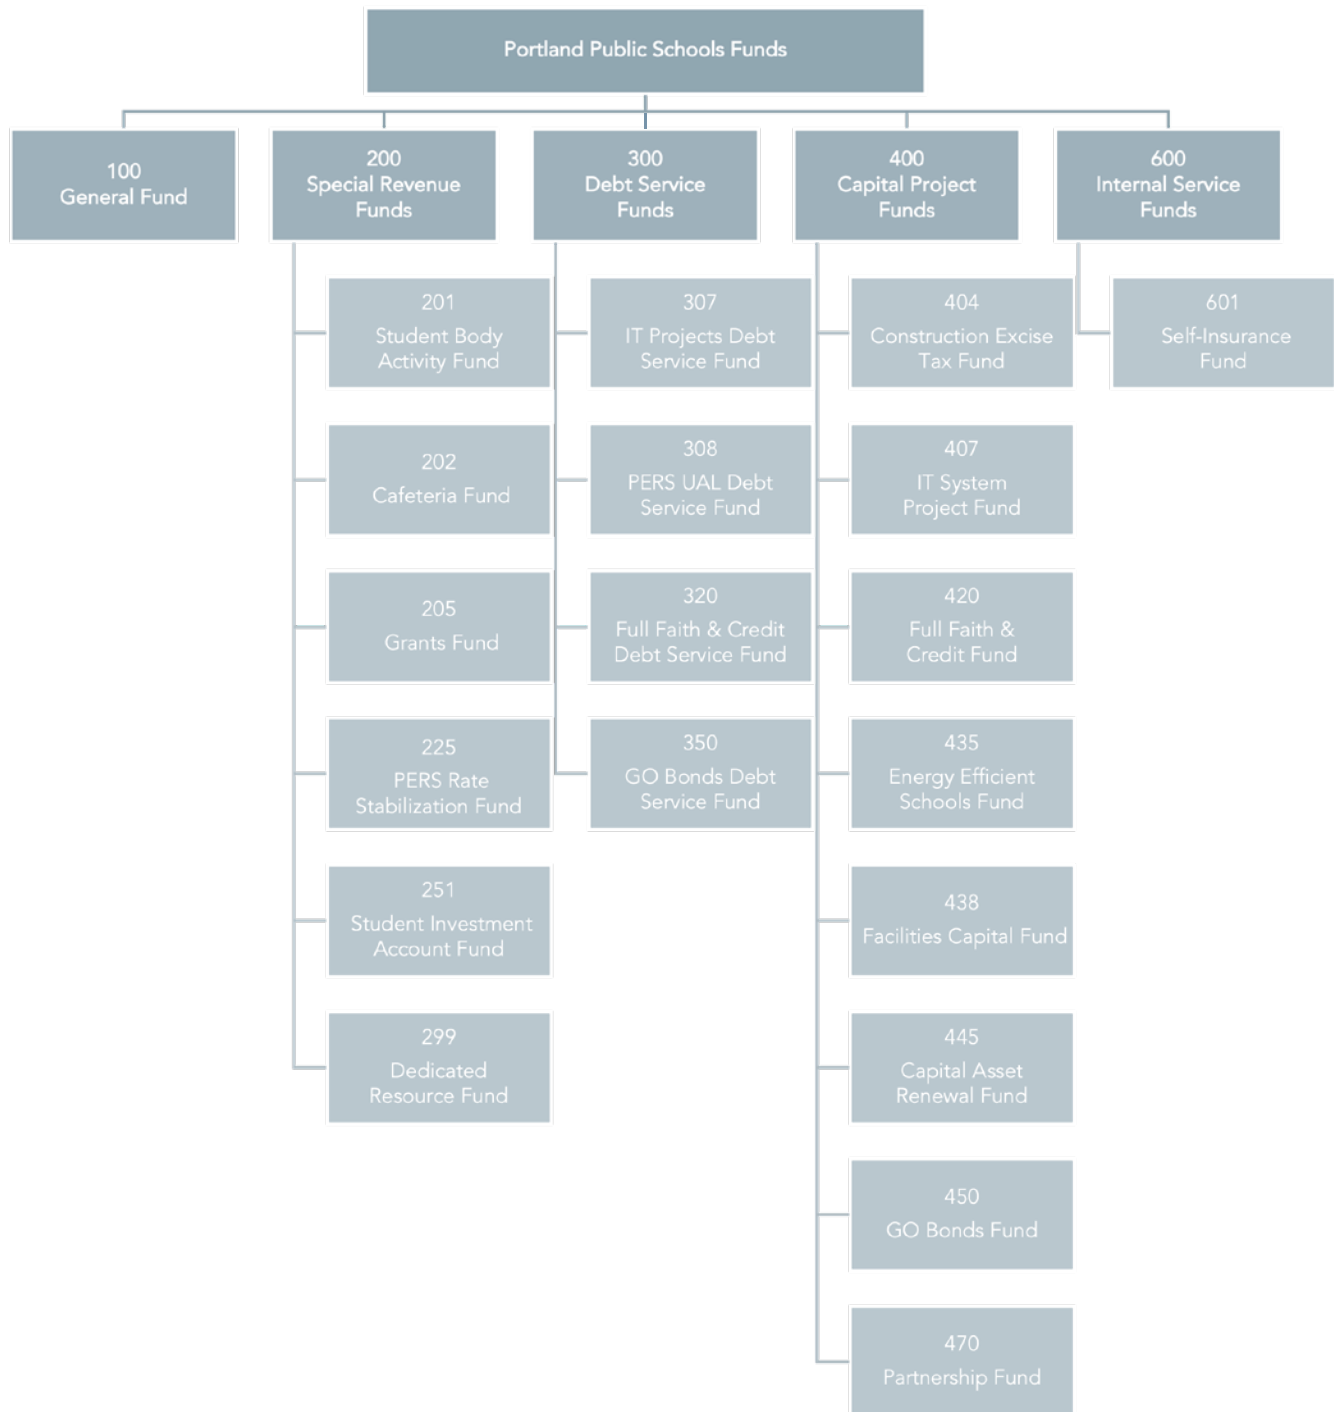 Portland Public Schools Funds
100
General Fund
200
Special Revenue
Funds
300
Debt Service
Funds
400
Capital Project
Funds
600
Internal Service
Funds
201
Student Body
Activity Fund
202
Cafeteria Fund
205
Grants Fund
225
PERS Rate
Stabilization Fund
251
Student Investment
Account Fund
299
Dedicated
Resource Fund
307
IT Projects Debt
Service Fund
308
PERS UAL Debt
Service Fund
320
Full Faith & Credit
Debt Service Fund
350
GO Bonds Debt
Service Fund
404
Construction Excise
Tax Fund
407
IT System
Project Fund
420
Full Faith &
Credit Fund
435
Energy Efficient
Schools Fund
438
Facilities Capital Fund
445
Capital Asset
Renewal Fund
450
GO Bonds Fund
470
Partnership Fund
601
Self-Insurance
Fund